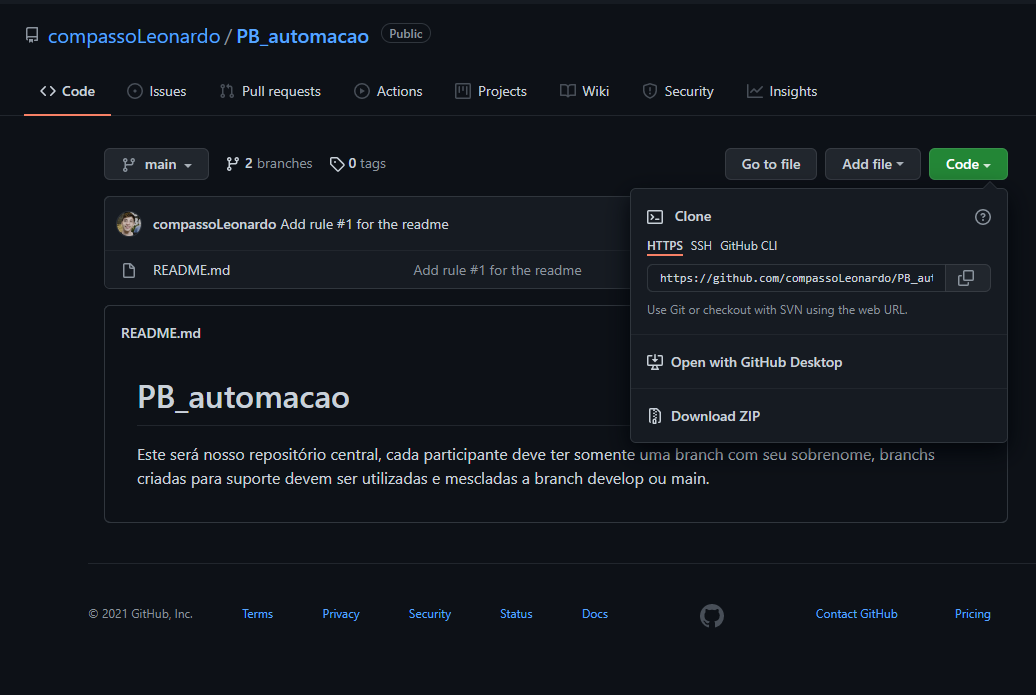 compassoLeonardo / PB_automacao Public
Code Issues Pull requests Actions Projects Wiki Security Insights
main 2 branches 0 tags Go to file Add file Code
compassoLeonardo Add rule #1 for the readme
README.md Add rule #1 for the readme
Clone
HTTPS SSH GitHub CLI
https://github.com/compassoLeonardo/PB_aut
Use Git or checkout with SVN using the web URL.
Open with GitHub Desktop
Download ZIP
README.md
PB_automacao
Este será nosso repositório central, cada participante deve ter somente uma branch com seu sobrenome, branchs
criadas para suporte devem ser utilizadas e mescladas a branch develop ou main.
© 2021 GitHub, Inc. Terms Privacy Security Status Docs Contact GitHub Pricing